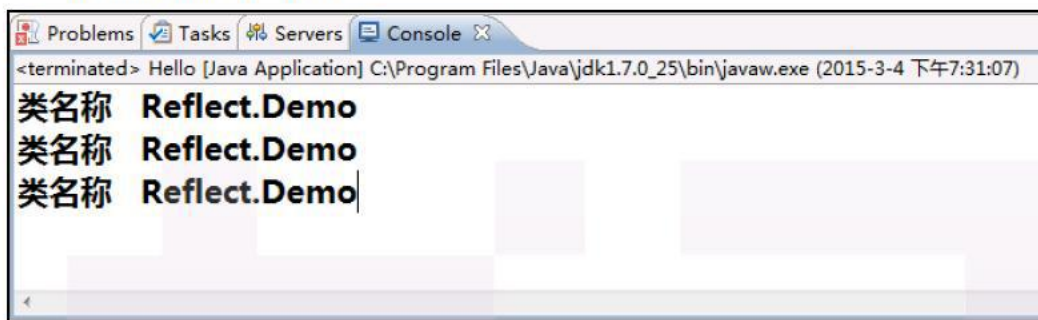 Problems Tasks Servers Console
<terminated> Hello [Java Application] C:\Program Files\Java\jdk1.7.0_25\bin\javaw.exe (2015-3-4 下午7:31:07)
类名称 Reflect.Demo
类名称 Reflect.Demo
类名称 Reflect.Demo